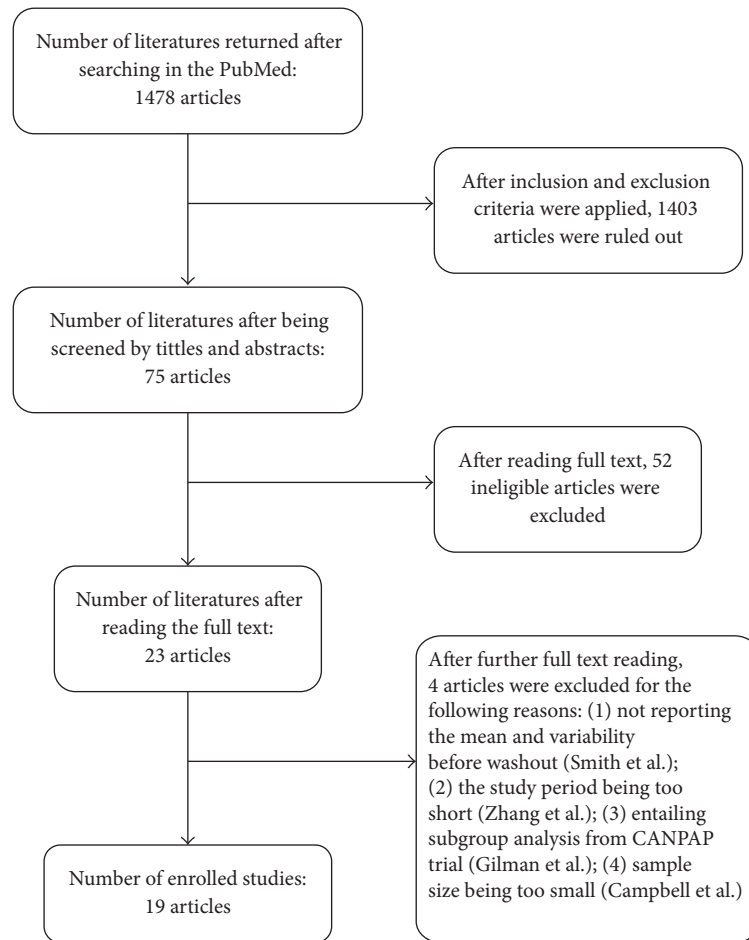 Number of literatures returned after
searching in the PubMed:
1478 articles
After inclusion and exclusion
criteria were applied, 1403
articles were ruled out
Number of literatures after being
screened by tittles and abstracts:
75 articles
After reading full text, 52
ineligible articles were
excluded
Number of literatures after
reading the full text:
23 articles
After further full text reading,
4 articles were excluded for the
following reasons: (1) not reporting
the mean and variability
before washout (Smith et al.);
(2) the study period being too
short (Zhang et al.); (3) entailing
subgroup analysis from CANPAP
trial (Gilman et al.); (4) sample
size being too small (Campbell et al.)
Number of enrolled studies:
19 articles